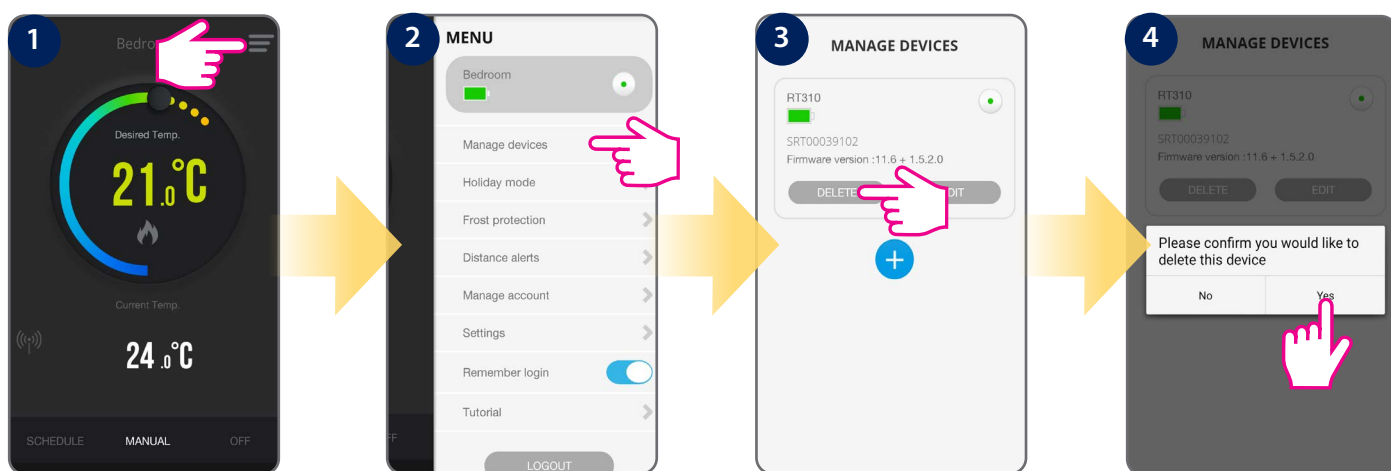 1
Bedro
Desired Temp.
21.0°C
Current Temp.
24.0°C
SCHEDULE MANUAL OFF
2
MENU
Bedroom
Manage devices
Holiday mode
Frost protection
Distance alerts
Manage account
Settings
Remember login
Tutorial
FF
LOGOUT
3
MANAGE DEVICES
RT310
SRT00039102
Firmware version :11.6 + 1.5.2.0
DELETE DIT
4
MANAGE DEVICES
RT310
SRT00039102
Firmware version :11.6 + 1.5.2.0
DELETE EDIT
Please confirm you would like to
delete this device
No Yes